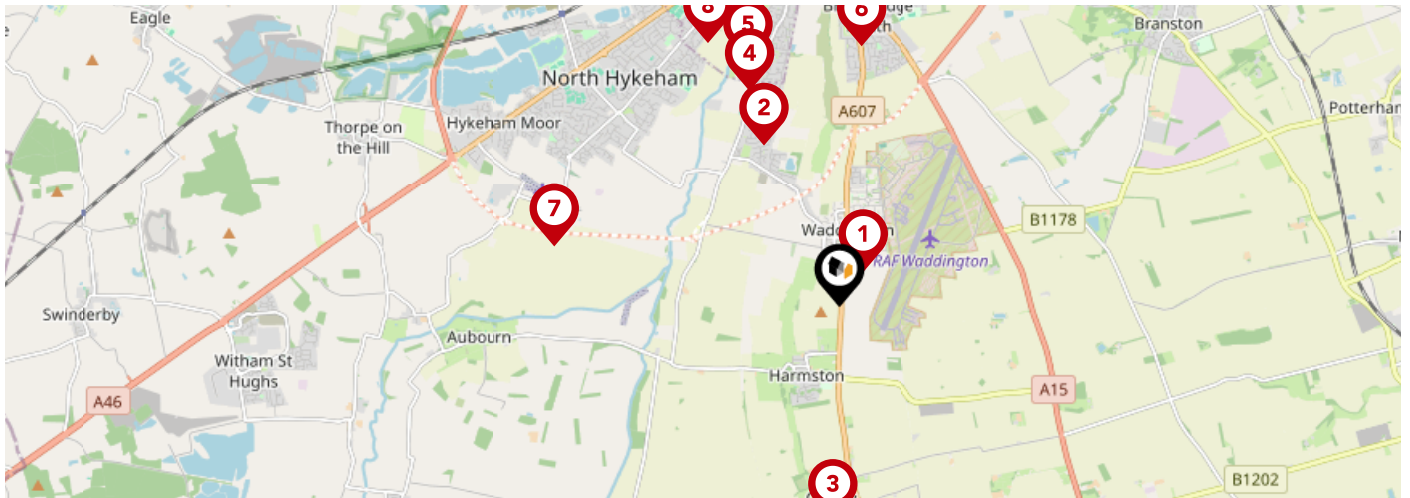 Eagle
Branston
North Hykeham
Potterhan
Hykeham Moor
Thorpe on
the Hill
A607
B1178
RAF Waddington
Swinderby
Aubourn
Witham St
Hughs
Harmston
A46
A15
B1202
5
4
2
6
7
1
3